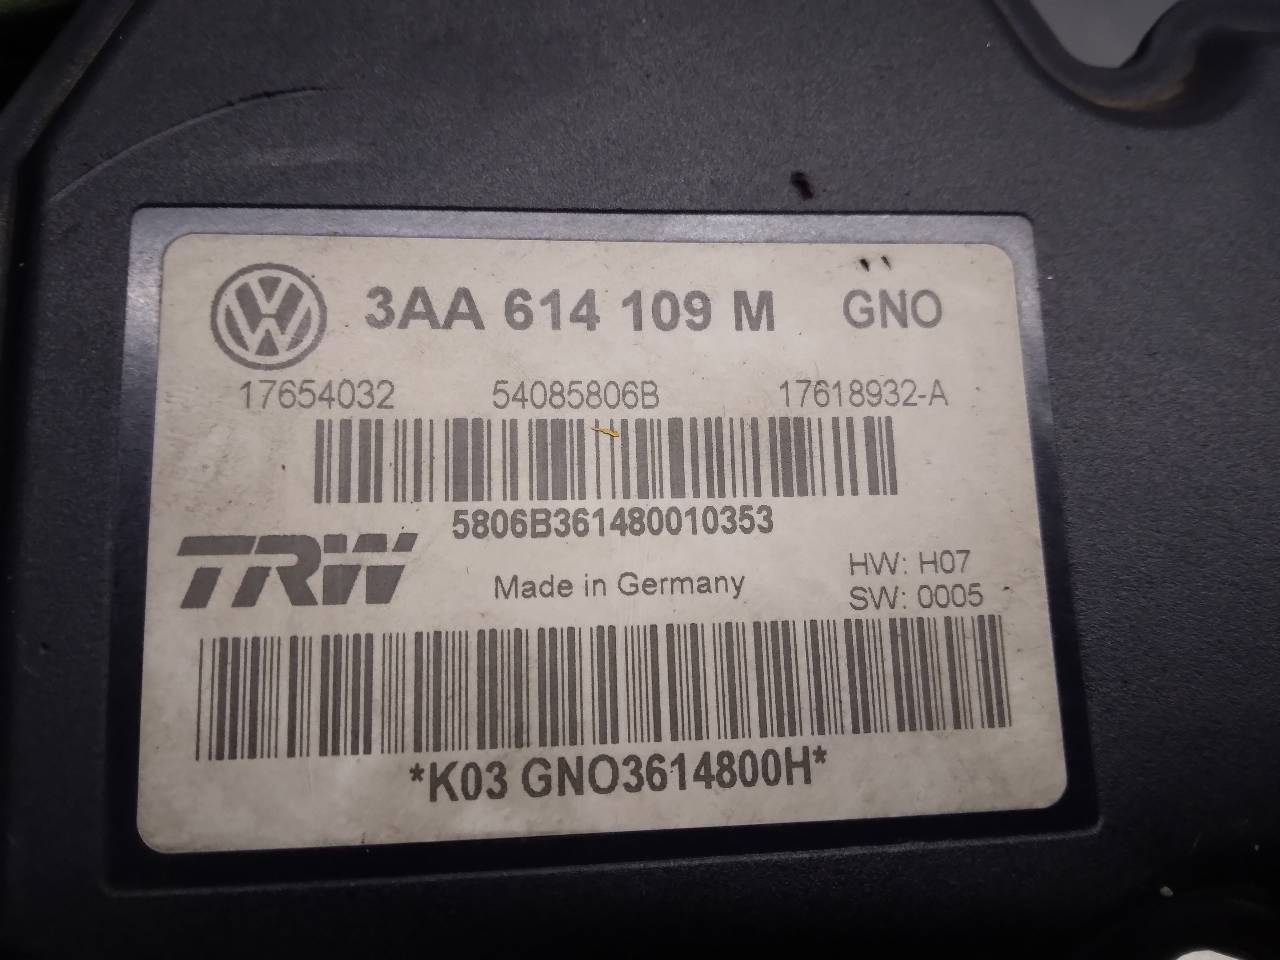 3AA 614 109 M GNO
17654032 54085806B 17618932-A
5806B361480010353
TRW
Made in Germany
HW: H07
SW: 0005
*K03 GNO3614800H*